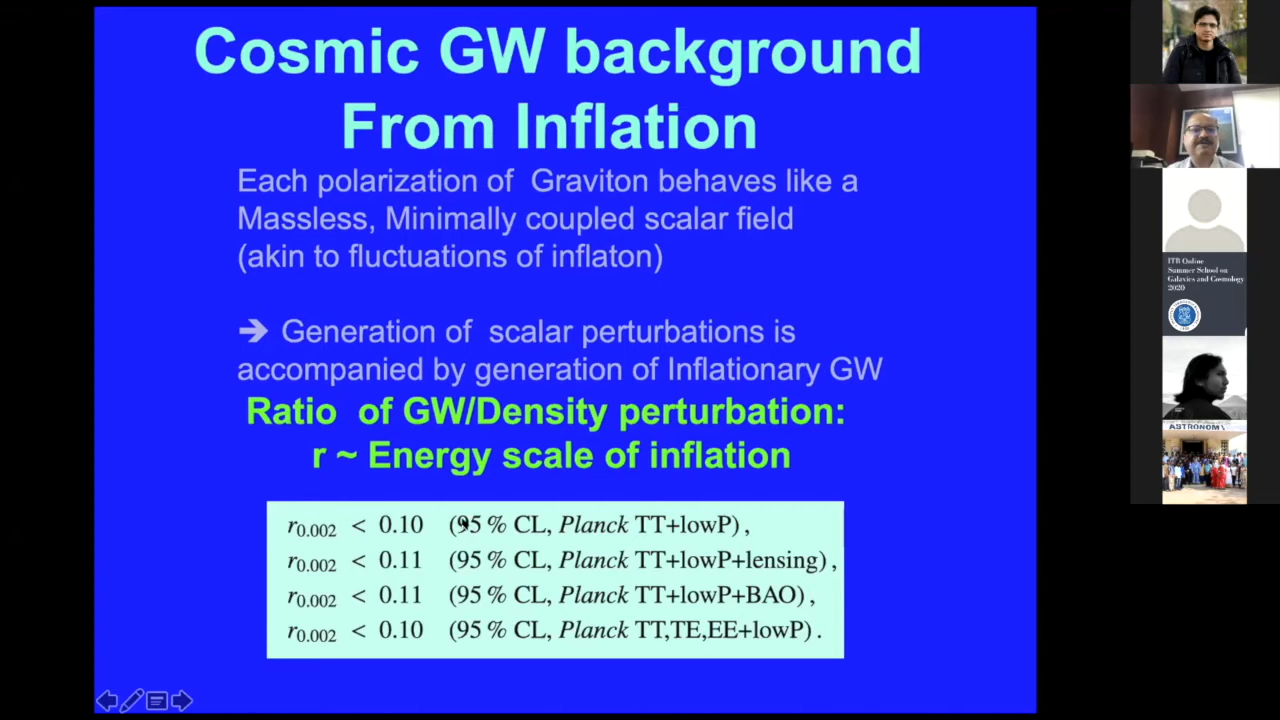 Cosmic GW background
From Inflation
Each polarization of Graviton behaves like a
Massless, Minimally coupled scalar field
(akin to fluctuations of inflaton)
➔ Generation of scalar perturbations is
accompanied by generation of Inflationary GW
Ratio of GW/Density perturbation:
r ~ Energy scale of inflation
r0.002 < 0.10 (95 % CL, Planck TT+lowP) ,
r0.002 < 0.11 (95 % CL, Planck TT+lowP+lensing) ,
r0.002 < 0.11 (95 % CL, Planck TT+lowP+BAO) ,
r0.002 < 0.10 (95 % CL, Planck TT,TE,EE+lowP) .
ITB Online
Summer School on
Galaxies and Cosmology
2020
ASTRONOM